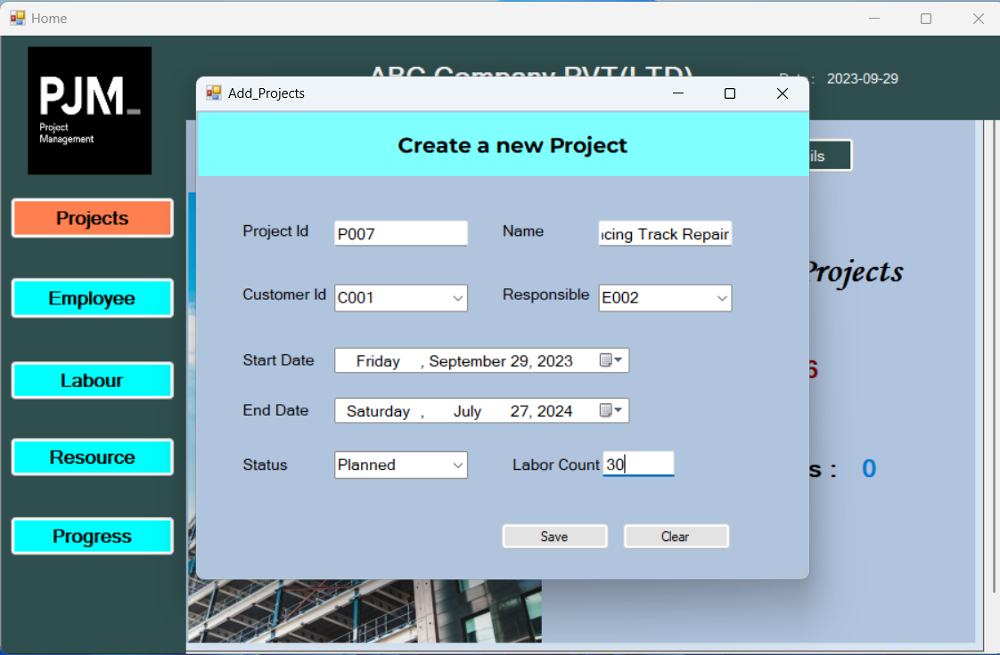 Home
PJM_
Project
Management
ABC Company PVT(LTD)
Date : 2023-09-29
Add_Projects
Create a new Project
Projects
Employee
Labour
Resource
Progress
Project Id P007 Name ncing Track Repair
Customer Id C001 Responsible E002
Start Date Friday , September 29, 2023
End Date Saturday , July 27, 2024
Status Planned Labor Count 30
Save Clear
ils
Projects
6
s : 0